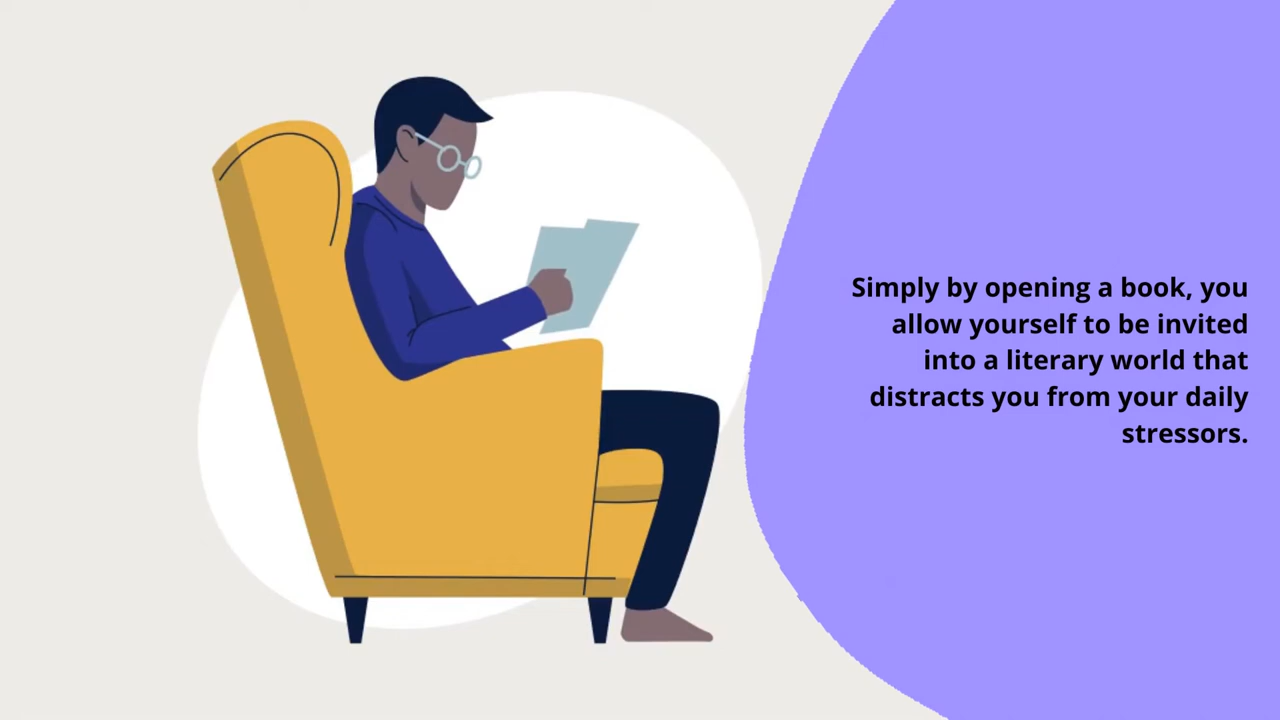 Simply by opening a book, you
allow yourself to be invited
into a literary world that
distracts you from your daily
stressors.